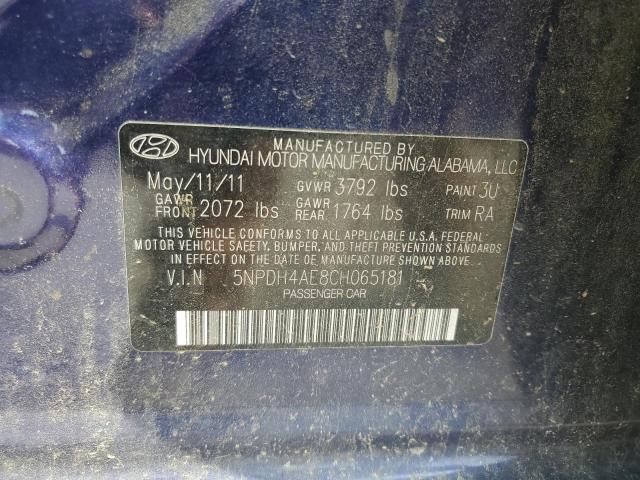 MANUFACTURED BY
HYUNDAI MOTOR MANUFACTURING ALABAMA, LLC
May/11/11 GVWR 3792 lbs PAINT 3U
GAWR FRONT 2072 lbs GAWR REAR 1764 lbs TRIM RA
THIS VEHICLE CONFORMS TO ALL APPLICABLE U.S.A. FEDERAL
MOTOR VEHICLE SAFETY, BUMPER, AND THEFT PREVENTION STANDARDS
IN EFFECT ON THE DATE OF MANUFACTURE SHOWN ABOVE.
V.I.N 5NPDH4AE8CH065181
PASSENGER CAR